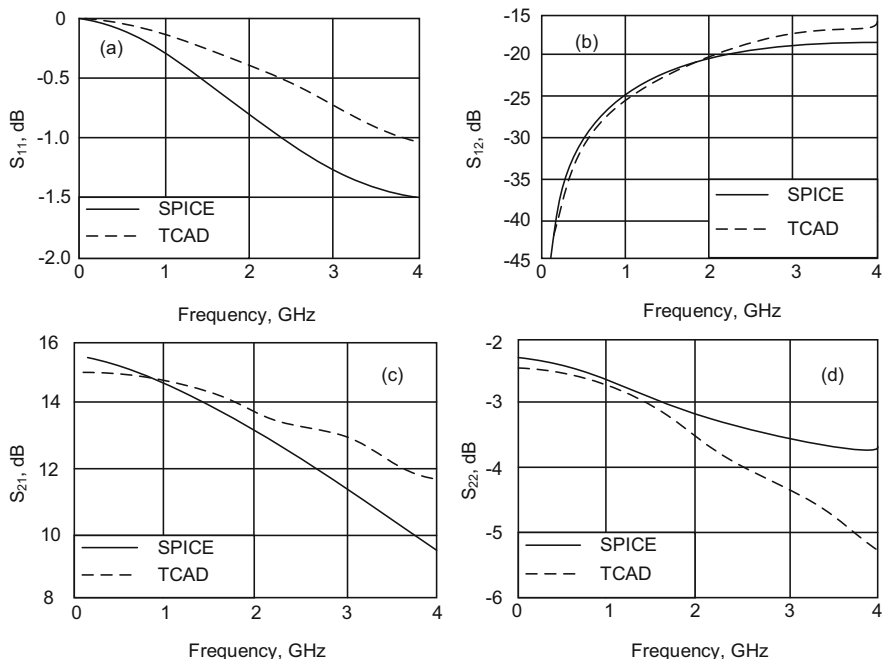 0
(a)
-0.5
-1.0
-1.5
-2.0
S11, dB
SPICE
TCAD
0 1 2 3 4
Frequency, GHz
-15
(b)
-20
-25
-30
-35
-40
-45
S12, dB
SPICE
TCAD
0 1 2 3 4
Frequency, GHz
16
(c)
14
12
10
8
S21, dB
SPICE
TCAD
0 1 2 3 4
Frequency, GHz
-2
(d)
-3
-4
-5
-6
S22, dB
SPICE
TCAD
0 1 2 3 4
Frequency, GHz